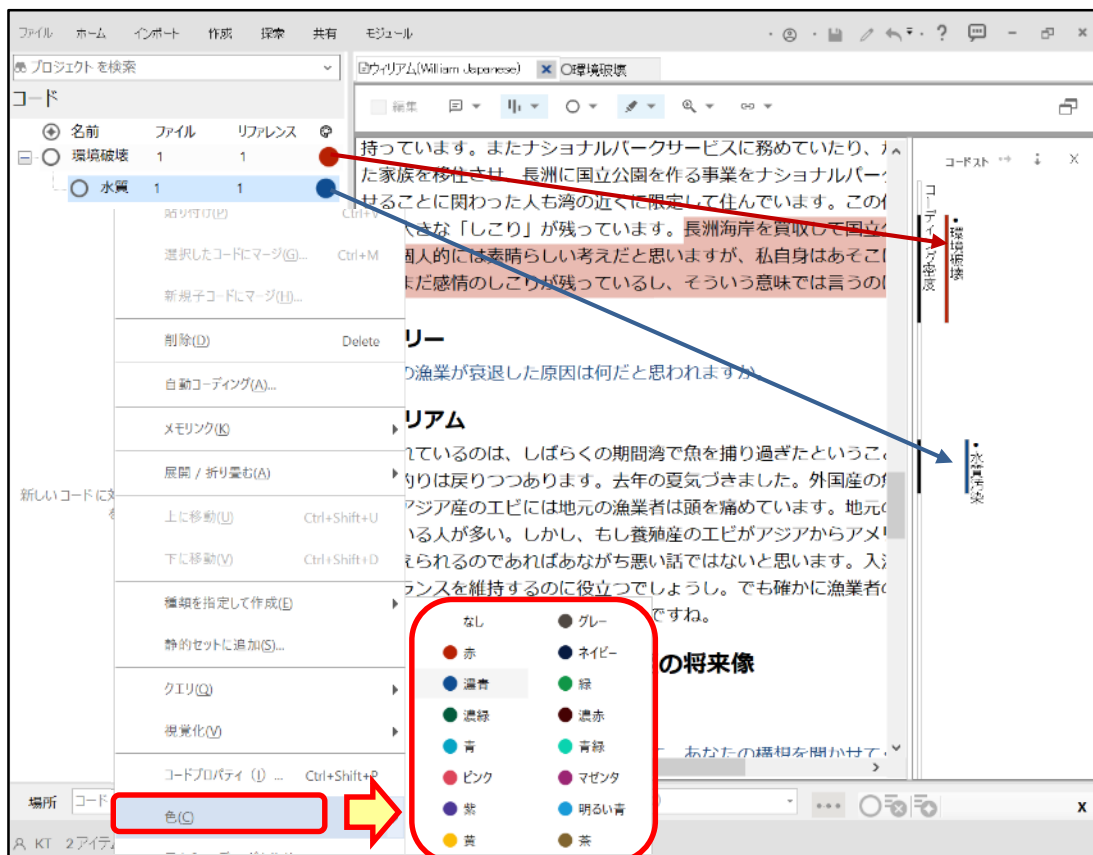 ファイル ホーム インポート 作成 探索 共有 モジュール
プロジェクト を検索
ウィリアム(William Japanese) 環境破壊
コード
編集
名前 ファイル リファレンス
環境破壊 1 1
水質 1 1
コードスト
コーディング密度
環境破壊
水質汚染
持っています。またナショナルパークサービスに務めていたり、
た家族を移住させ、長洲に国立公園を作る事業をナショナルパーク
せることに関わった人も湾の近くに限定して住んでいます。この
きな「しこり」が残っています。長洲海岸を買収して国立
個人的には素晴らしい考えだと思いますが、私自身はあそこ
まだ感情のしこりが残っているし、そういう意味では言うの
リー
の漁業が衰退した原因は何だと思われますか。
リアム
れているのは、しばらくの期間湾で魚を捕り過ぎたというこ
釣りは戻りつつあります。去年の夏気づきました。外国産の
アジア産のエビには地元の漁業者は頭を痛めています。地元
いる人が多い。しかし、もし養殖産のエビがアジアからアメ
えられるのであればあながち悪い話ではないと思います。入
ランスを維持するのに役立つでしょうし。でも確かに漁業者
ですね。
の将来像
あなたの構想を聞かせて
貼り付け(P) Ctrl+V
選択したコードにマージ(G)... Ctrl+M
新規子コードにマージ(H)...
削除(D) Delete
自動コーディング(A)...
メモリンク(K)
展開 / 折り畳む(A)
上に移動(U) Ctrl+Shift+U
下に移動(V) Ctrl+Shift+D
種類を指定して作成(E)
静的セットに追加(S)...
クエリ(Q)
視覚化(V)
コードプロパティ (I) ... Ctrl+Shift+P
色(C)
新しいコードに
なし グレー
赤 ネイビー
濃青 緑
濃緑 濃赤
青 青緑
ピンク マゼンタ
紫 明るい青
黄 茶
場所 コード
X
KT 2アイテ